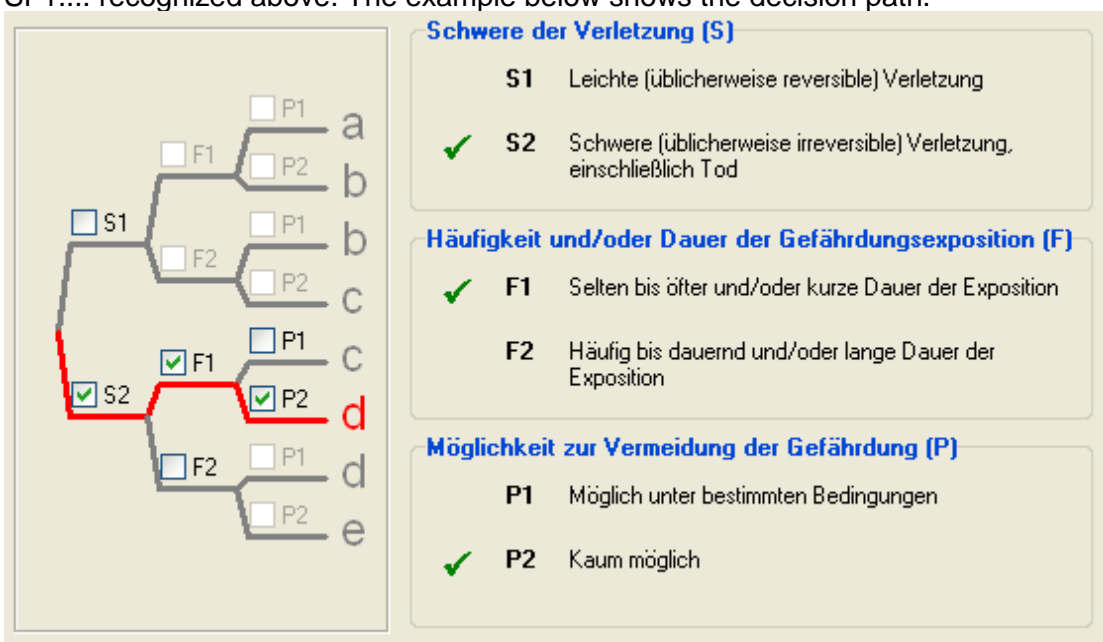 SF1.... recognized above. The example below shows the decision path.
Schwere der Verletzung (S)
S1 Leichte (üblicherweise reversible) Verletzung
S2 Schwere (üblicherweise irreversible) Verletzung,
einschließlich Tod
Häufigkeit und/oder Dauer der Gefährdungsexposition (F)
F1 Selten bis öfter und/oder kurze Dauer der Exposition
F2 Häufig bis dauernd und/oder lange Dauer der
Exposition
Möglichkeit zur Vermeidung der Gefährdung (P)
P1 Möglich unter bestimmten Bedingungen
P2 Kaum möglich
P1 a
F1
P2 b
S1
P1 b
F2
P2 c
P1 c
F1
P2 d
S2
P1 d
F2
P2 e